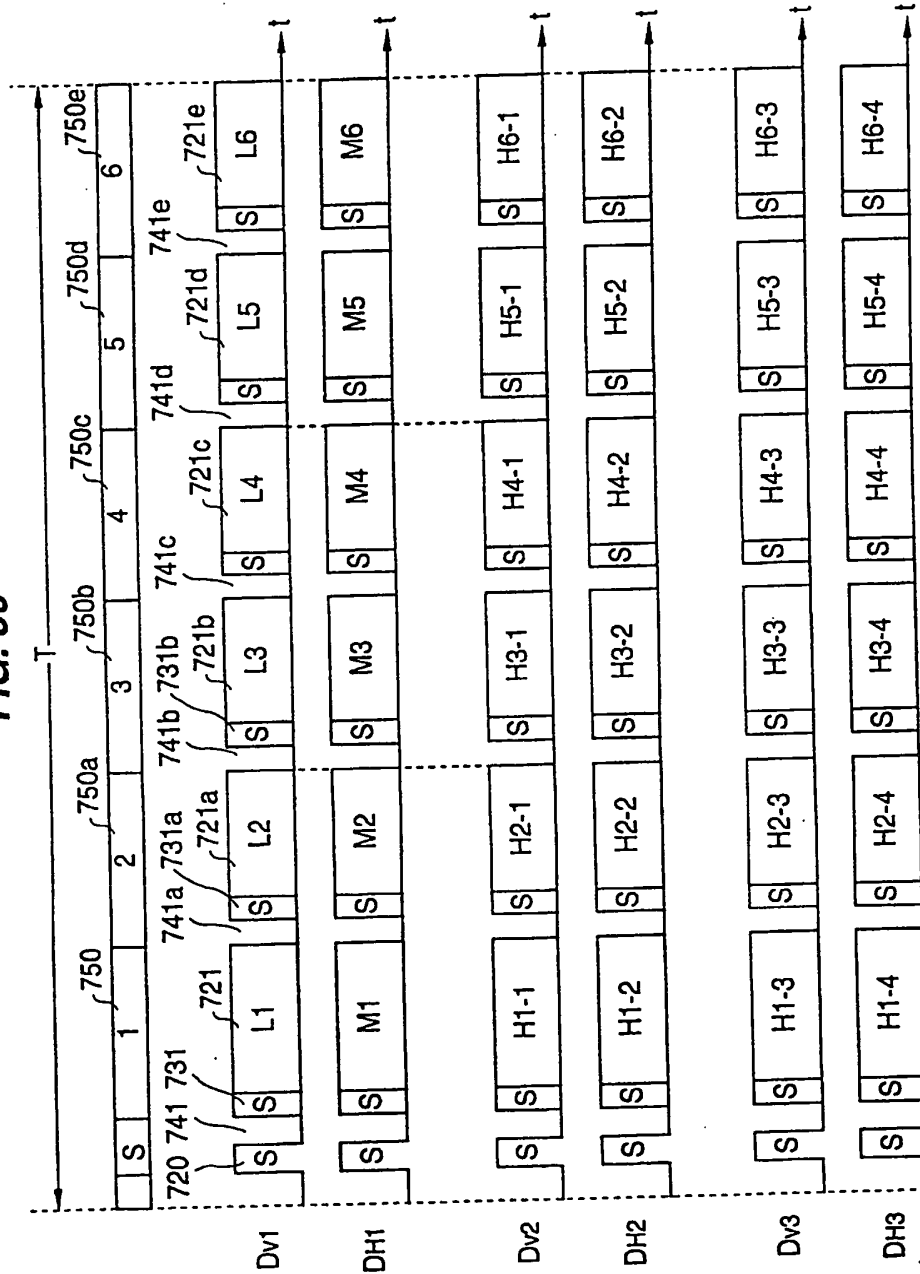 T
750 750a 750b 750c 750d 750e
S 1 2 3 4 5 6
720 741 731 721 741a 731a 721a 741b 731b 721b 741c 721c 741d 721d 741e 721e
Dv1 S S L1 S L2 S L3 S L4 S L5 S L6 t
DH1 S S M1 S M2 S M3 S M4 S M5 S M6 t
Dv2 S S H1-1 S H2-1 S H3-1 S H4-1 S H5-1 S H6-1 t
DH2 S S H1-2 S H2-2 S H3-2 S H4-2 S H5-2 S H6-2 t
Dv3 S S H1-3 S H2-3 S H3-3 S H4-3 S H5-3 S H6-3 t
DH3 S S H1-4 S H2-4 S H3-4 S H4-4 S H5-4 S H6-4 t